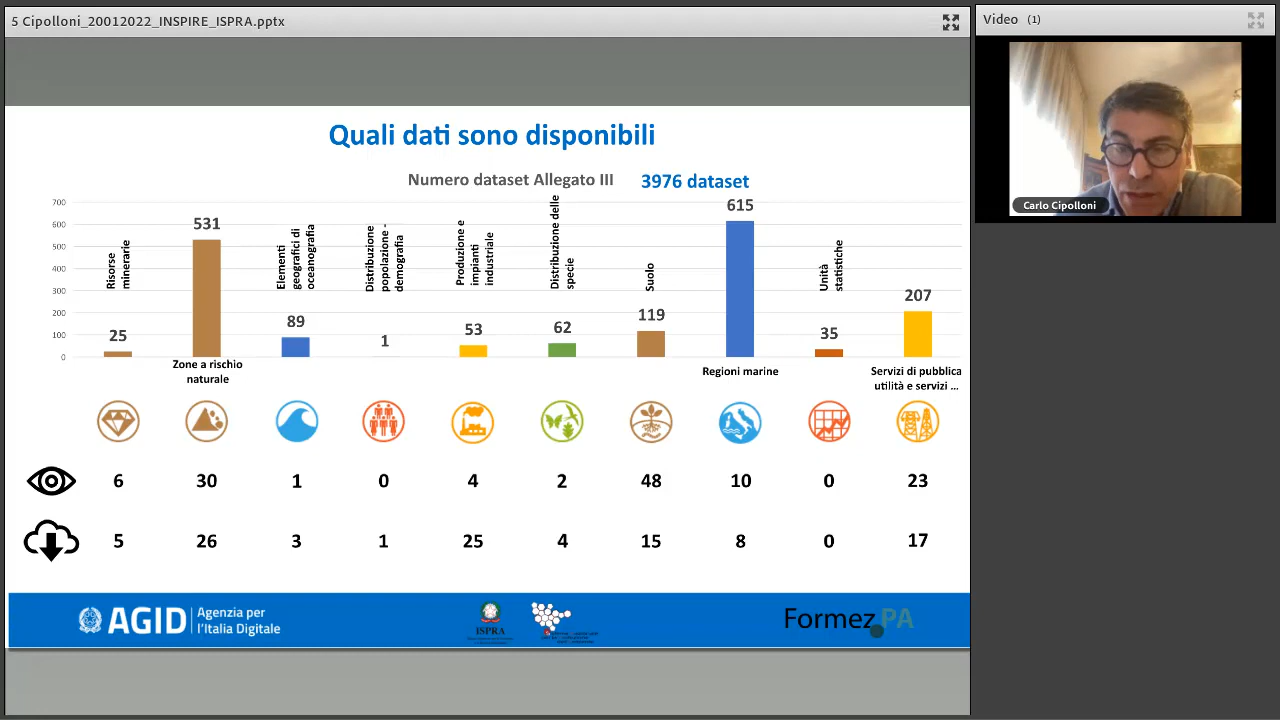 5 Cipolloni_20012022_INSPIRE_ISPRA.pptx
Video (1)
Carlo Cipolloni
Quali dati sono disponibili
Numero dataset Allegato III 3976 dataset
700
600
500
400
300
200
100
0
Risorse
minerarie
25
531
Zone a rischio
naturale
Elementi
geografici di
oceanografia
89
Distribuzione
popolazione -
demografia
1
Produzione e
impianti
industriale
53
Distribuzione delle
specie
62
Suolo
119
615
Regioni marine
Unità
statistiche
35
207
Servizi di pubblica
utilità e servizi ...
6 30 1 0 4 2 48 10 0 23
5 26 3 1 25 4 15 8 0 17
AGID
Agenzia per
l'Italia Digitale
ISPRA
Formez PA